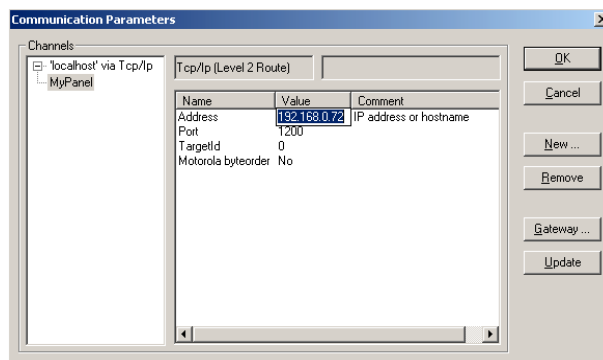 Communication Parameters
Channels
'localhost' via Tcp/Ip
MyPanel
Tcp/Ip (Level 2 Route)
Name Value Comment
Address 192.168.0.72 IP address or hostname
Port 1200
TargetId 0
Motorola byteorder No
OK
Cancel
New ...
Remove
Gateway ...
Update